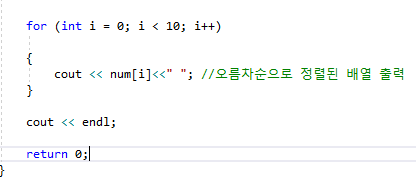 for (int i = 0; i < 10; i++)
{
cout << num[i]<<" "; //오름차순으로 정렬된 배열 출력
}
cout << endl;
return 0;
}